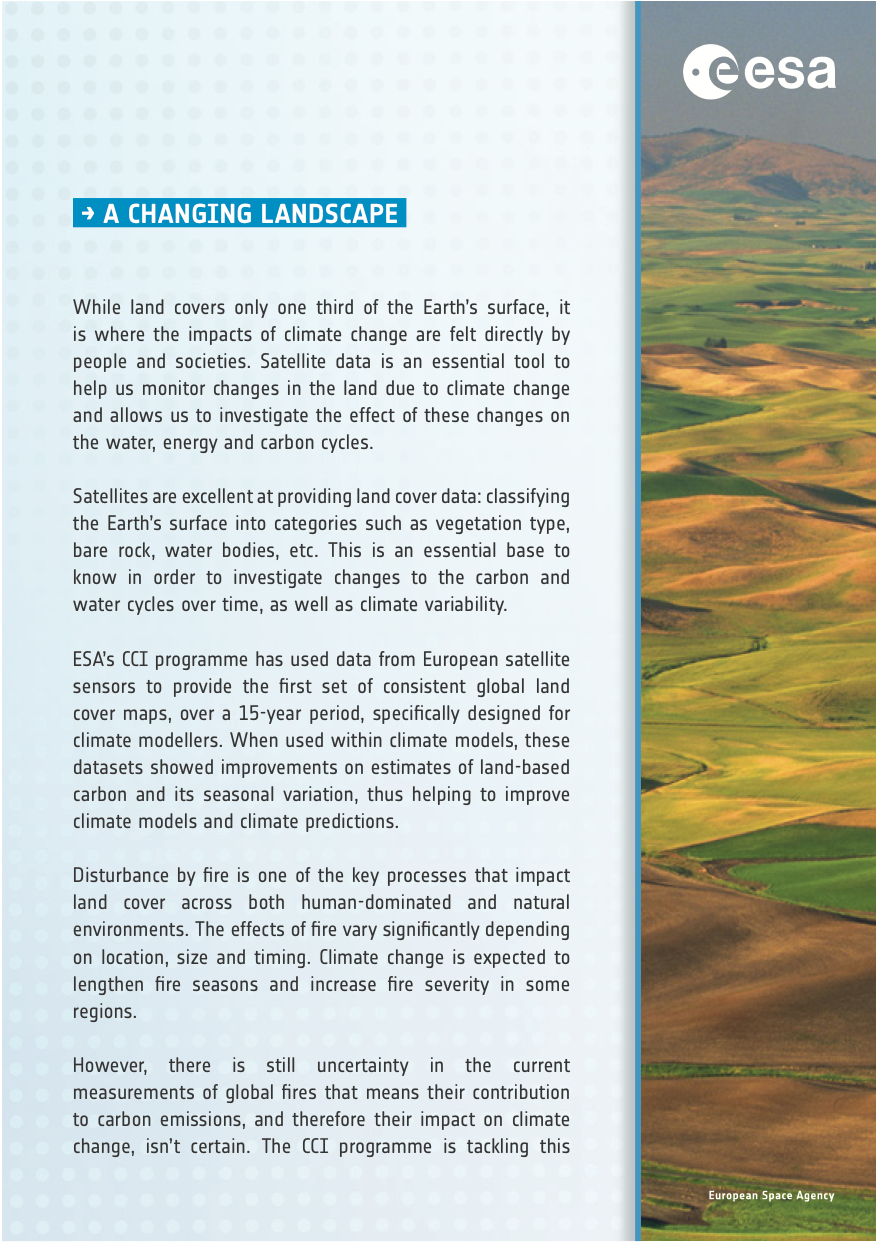 esa
→ A CHANGING LANDSCAPE
While land covers only one third of the Earth's surface, it
is where the impacts of climate change are felt directly by
people and societies. Satellite data is an essential tool to
help us monitor changes in the land due to climate change
and allows us to investigate the effect of these changes on
the water, energy and carbon cycles.
Satellites are excellent at providing land cover data: classifying
the Earth's surface into categories such as vegetation type,
bare rock, water bodies, etc. This is an essential base to
know in order to investigate changes to the carbon and
water cycles over time, as well as climate variability.
ESA's CCI programme has used data from European satellite
sensors to provide the first set of consistent global land
cover maps, over a 15-year period, specifically designed for
climate modellers. When used within climate models, these
datasets showed improvements on estimates of land-based
carbon and its seasonal variation, thus helping to improve
climate models and climate predictions.
Disturbance by fire is one of the key processes that impact
land cover across both human-dominated and natural
environments. The effects of fire vary significantly depending
on location, size and timing. Climate change is expected to
lengthen fire seasons and increase fire severity in some
regions.
However, there is still uncertainty in the current
measurements of global fires that means their contribution
to carbon emissions, and therefore their impact on climate
change, isn't certain. The CCI programme is tackling this
European Space Agency